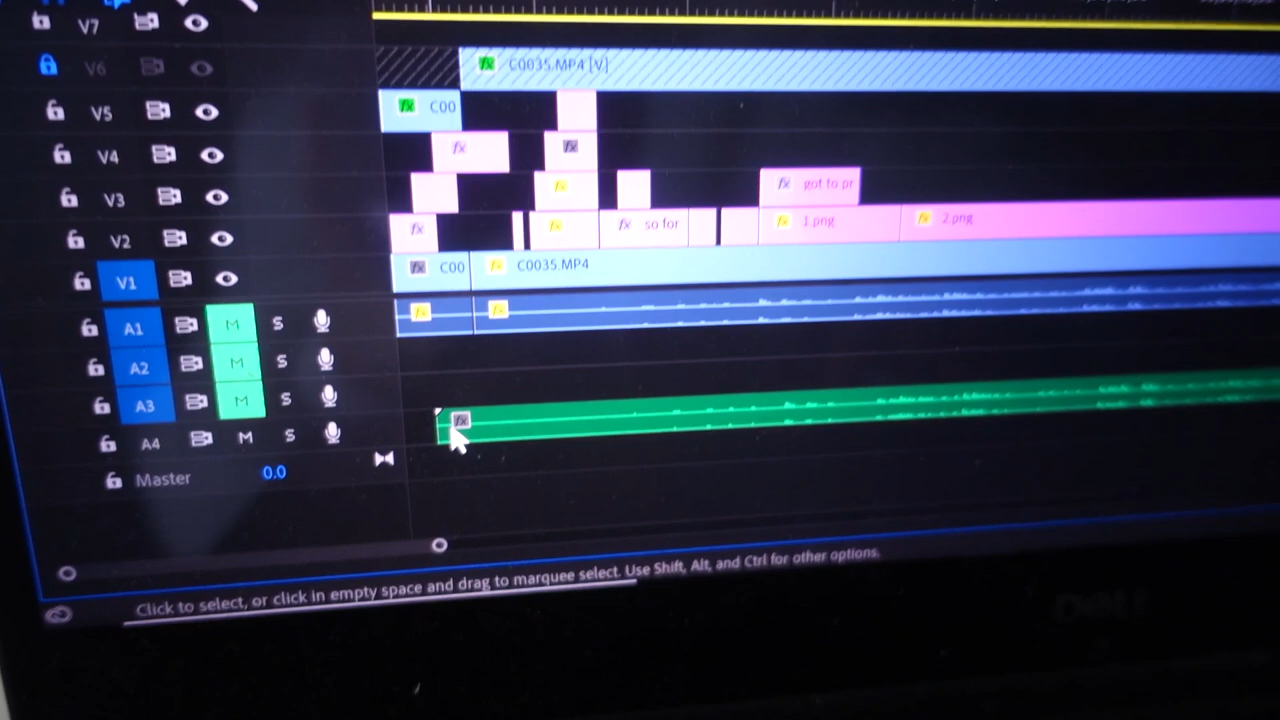 V7
V6 fx C0035.MP4 [V]
V5 fx C00
V4 fx fx
V3 fx fx got to pr
V2 fx fx fx so for fx 1.png fx 2.png
V1 fx C00 fx C0035.MP4
A1 M S fx fx
A2 M S
A3 M S fx
A4 M S
Master 0.0
Click to select, or click in empty space and drag to marquee select. Use Shift, Alt, and Ctrl for other options.
DELL